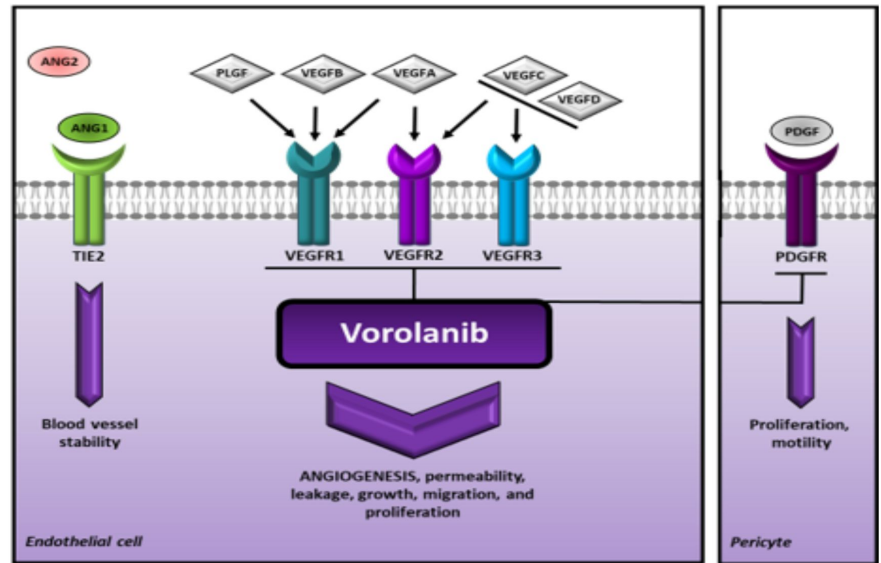 ANG2
PLGF
VEGFB
VEGFA
VEGFC
VEGFD
ANG1
PDGF
TIE2
VEGFR1
VEGFR2
VEGFR3
PDGFR
Vorolanib
Blood vessel
stability
Proliferation,
motility
ANGIOGENESIS, permeability,
leakage, growth, migration, and
proliferation
Endothelial cell
Pericyte